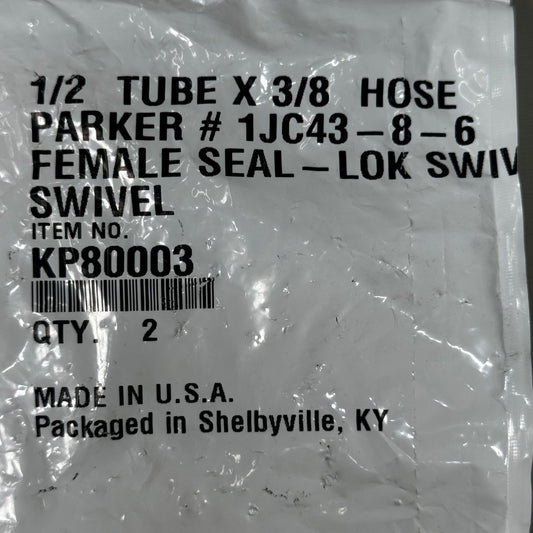 1/2 TUBE X 3/8 HOSE
PARKER # 1JC43-8-6
FEMALE SEAL-LOK SWIV
SWIVEL
ITEM NO.
KP80003
QTY. 2
MADE IN U.S.A.
Packaged in Shelbyville, KY